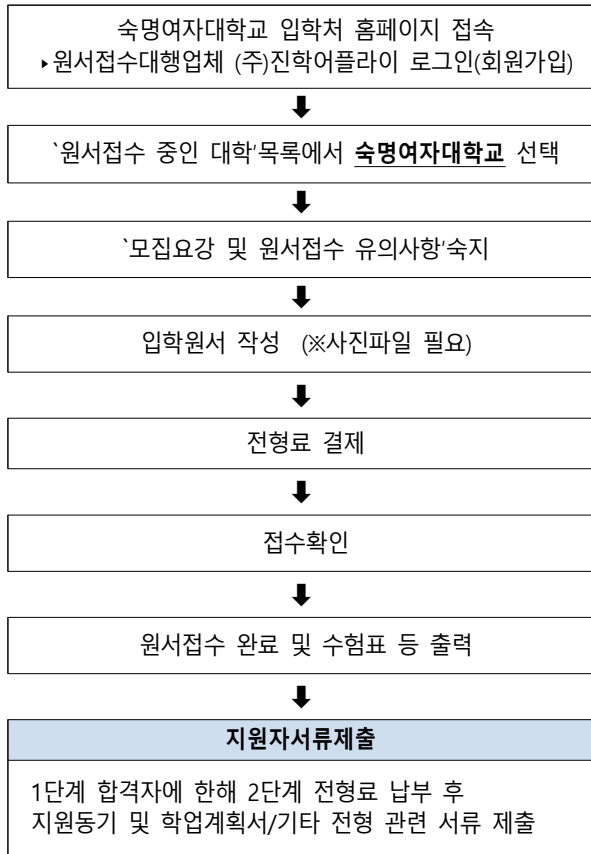 숙명여자대학교 입학처 홈페이지 접속
▸원서접수대행업체 (주)진학어플라이 로그인(회원가입)
⬇
`원서접수 중인 대학'목록에서 숙명여자대학교 선택
⬇
`모집요강 및 원서접수 유의사항'숙지
⬇
입학원서 작성 (※사진파일 필요)
⬇
전형료 결제
⬇
접수확인
⬇
원서접수 완료 및 수험표 등 출력
⬇
지원자서류제출
1단계 합격자에 한해 2단계 전형료 납부 후
지원동기 및 학업계획서/기타 전형 관련 서류 제출